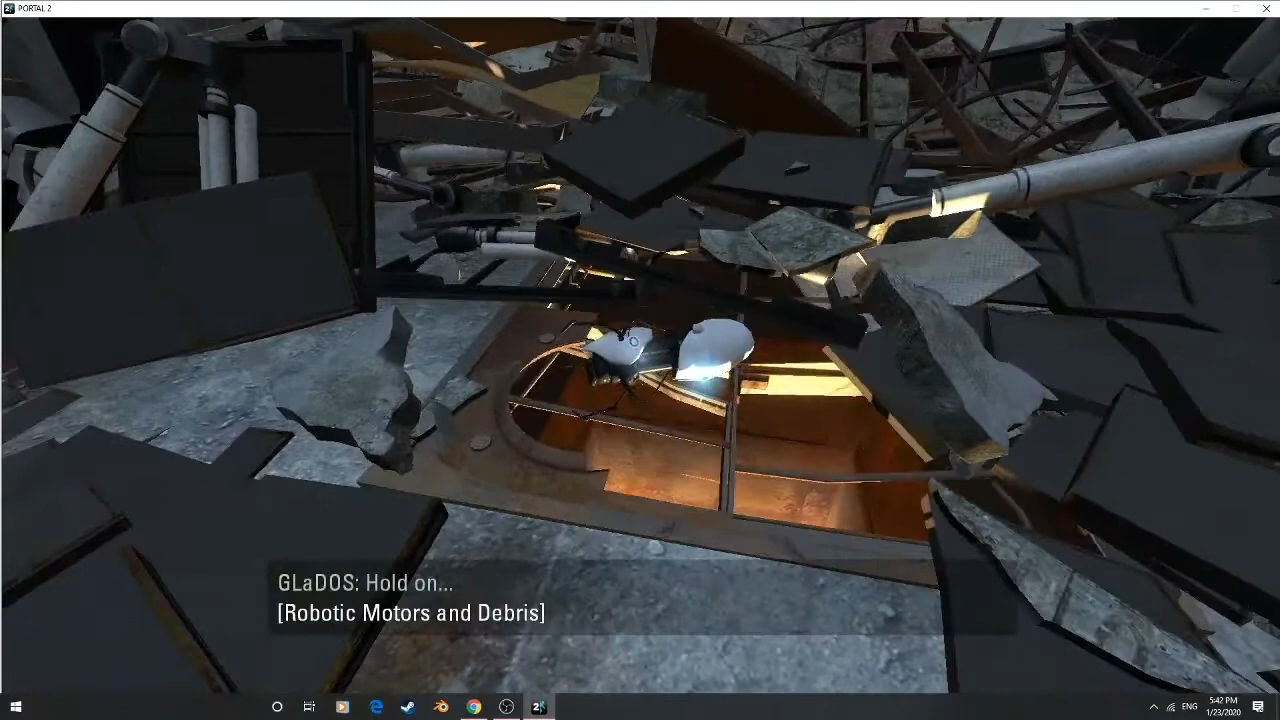 PORTAL 2
GLaDOS: Hold on...
[Robotic Motors and Debris]
5:42 PM
ENG
1/23/2020